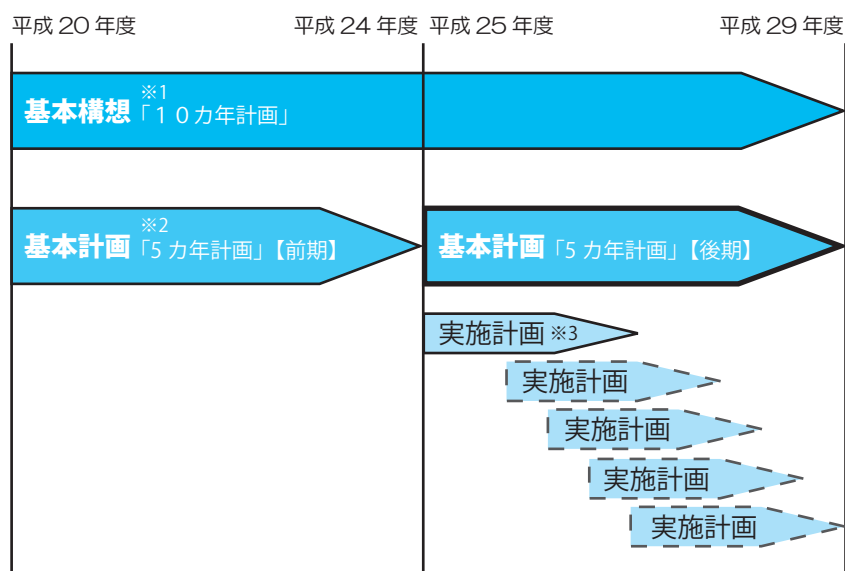 平成 20 年度 平成 24 年度 平成 25 年度 平成 29 年度
※1
基本構想「１０カ年計画」
※2
基本計画「5 カ年計画」【前期】 基本計画「5 カ年計画」【後期】
実施計画 ※3
実施計画
実施計画
実施計画
実施計画